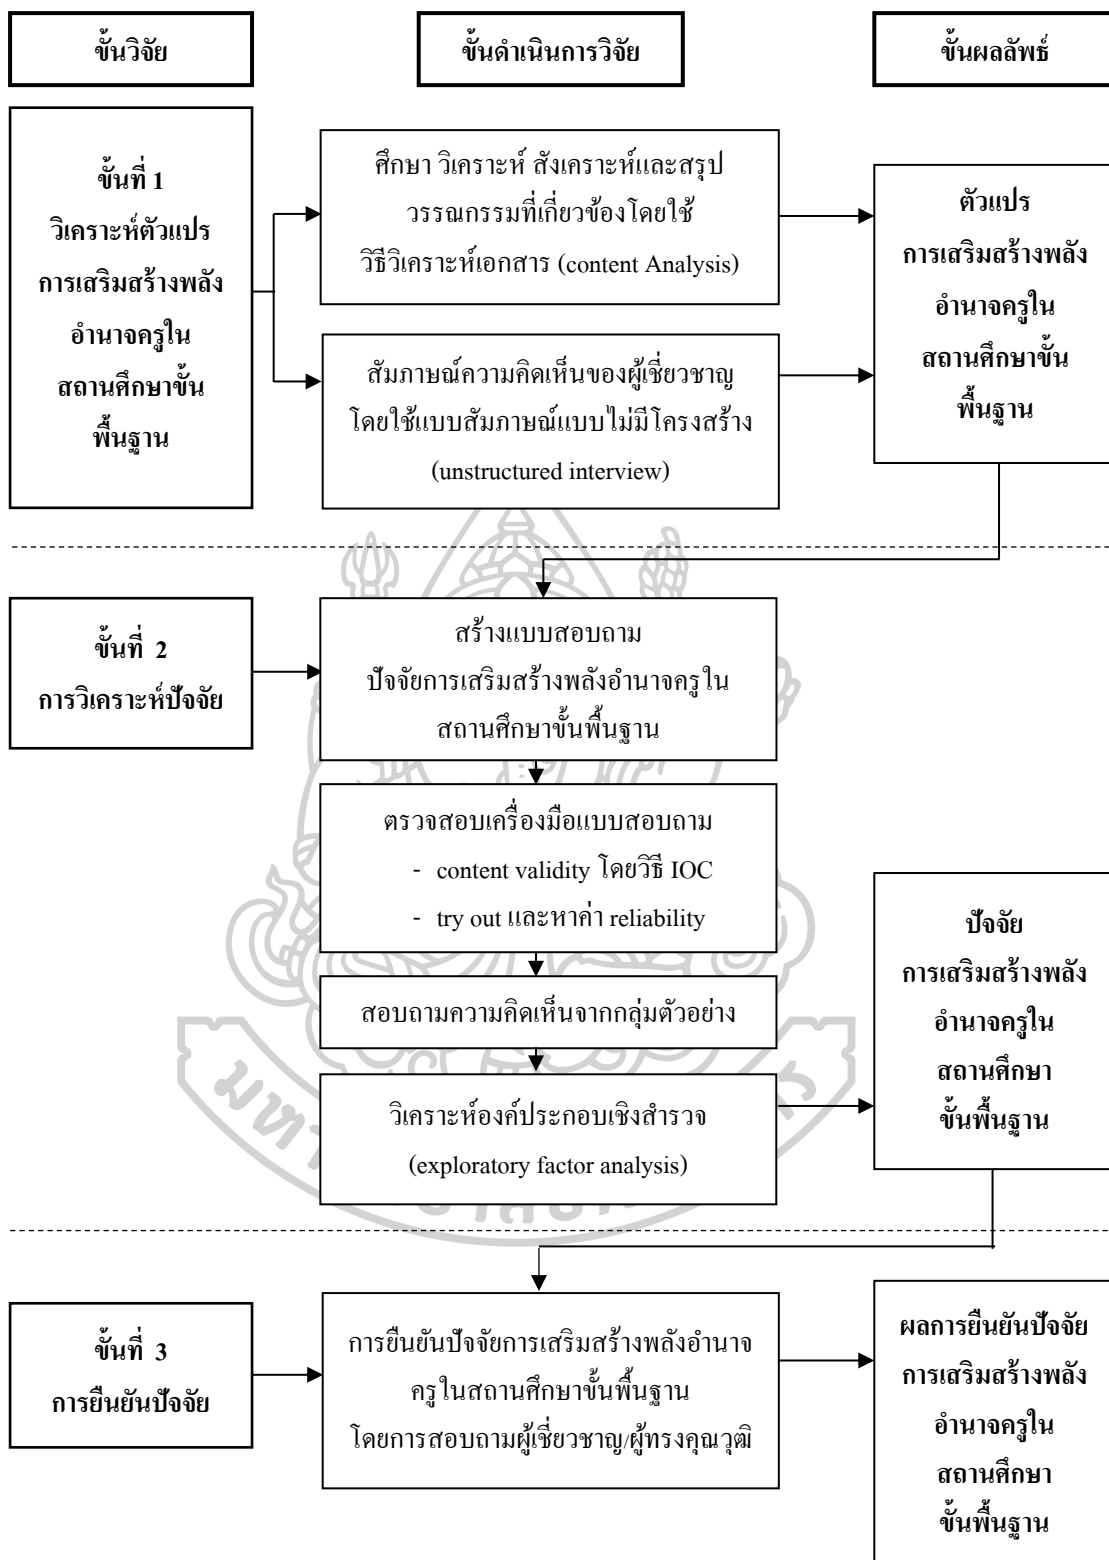 ขั้นวิจัย
ขั้นดำเนินการวิจัย
ขั้นผลลัพธ์
ขั้นที่ 1
วิเคราะห์ตัวแปร
การเสริมสร้างพลัง
อำนาจครูใน
สถานศึกษาขั้น
พื้นฐาน
ศึกษา วิเคราะห์ สังเคราะห์และสรุป
วรรณกรรมที่เกี่ยวข้องโดยใช้
วิธีวิเคราะห์เอกสาร (content Analysis)
สัมภาษณ์ความคิดเห็นของผู้เชี่ยวชาญ
โดยใช้แบบสัมภาษณ์แบบไม่มีโครงสร้าง
(unstructured interview)
ตัวแปร
การเสริมสร้างพลัง
อำนาจครูใน
สถานศึกษาขั้น
พื้นฐาน
ขั้นที่ 2
การวิเคราะห์ปัจจัย
สร้างแบบสอบถาม
ปัจจัยการเสริมสร้างพลังอำนาจครูใน
สถานศึกษาขั้นพื้นฐาน
ตรวจสอบเครื่องมือแบบสอบถาม
- content validity โดยวิธี IOC
- try out และหาค่า reliability
สอบถามความคิดเห็นจากกลุ่มตัวอย่าง
วิเคราะห์องค์ประกอบเชิงสำรวจ
(exploratory factor analysis)
ปัจจัย
การเสริมสร้างพลัง
อำนาจครูใน
สถานศึกษา
ขั้นพื้นฐาน
ขั้นที่ 3
การยืนยันปัจจัย
การยืนยันปัจจัยการเสริมสร้างพลังอำนาจ
ครูในสถานศึกษาขั้นพื้นฐาน
โดยการสอบถามผู้เชี่ยวชาญ/ผู้ทรงคุณวุฒิ
ผลการยืนยันปัจจัย
การเสริมสร้างพลัง
อำนาจครูใน
สถานศึกษา
ขั้นพื้นฐาน